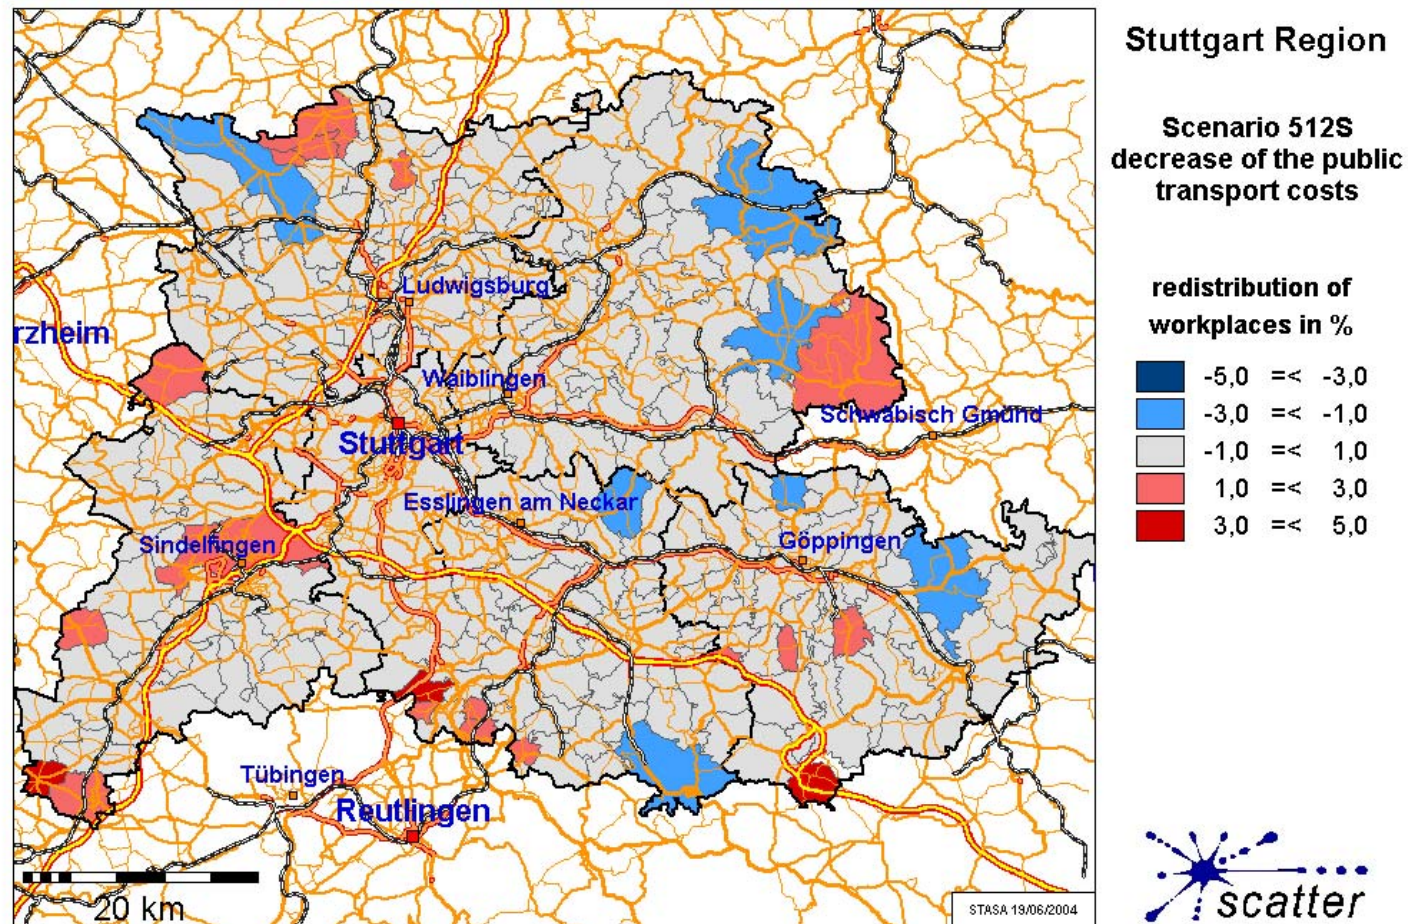 Stuttgart Region
Scenario 512S
decrease of the public
transport costs
redistribution of
workplaces in %
-5,0 =< -3,0
-3,0 =< -1,0
-1,0 =< 1,0
1,0 =< 3,0
3,0 =< 5,0
Ludwigsburg
rzheim
Waiblingen
Schwäbisch Gmünd
Stuttgart
Esslingen am Neckar
Sindelfingen
Göppingen
Tübingen
Reutlingen
20 km
STASA 19/06/2004
scatter